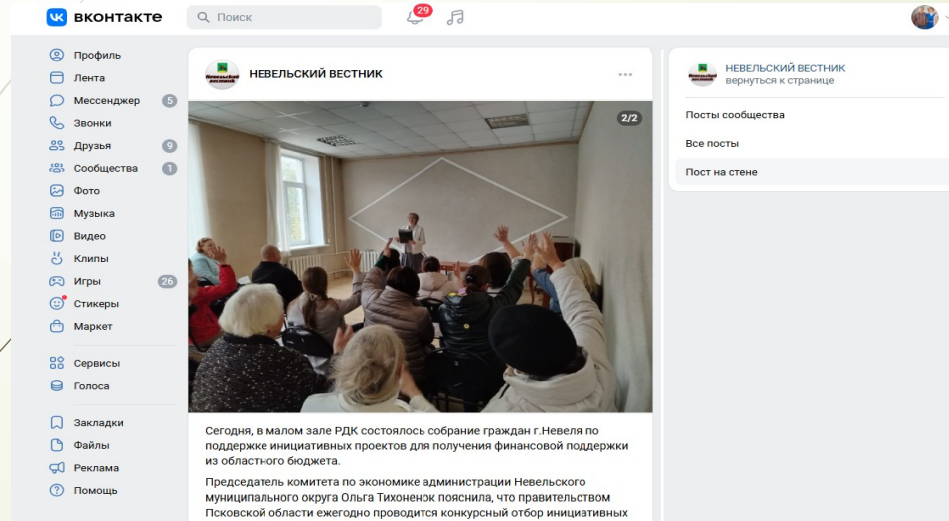 вконтакте
Поиск
29
Профиль
Лента
Мессенджер 5
Звонки
Друзья 9
Сообщества 1
Фото
Музыка
Видео
Клипы
Игры 26
Стикеры
Маркет
Сервисы
Голоса
Закладки
Файлы
Реклама
Помощь
Невельский вестник
НЕВЕЛЬСКИЙ ВЕСТНИК
2/2
Сегодня, в малом зале РДК состоялось собрание граждан г.Невеля по
поддержке инициативных проектов для получения финансовой поддержки
из областного бюджета.
Председатель комитета по экономике администрации Невельского
муниципального округа Ольга Тихоненок пояснила, что правительством
Псковской области ежегодно проводится конкурсный отбор инициативных
Невельский вестник
НЕВЕЛЬСКИЙ ВЕСТНИК
вернуться к странице
Посты сообщества
Все посты
Пост на стене